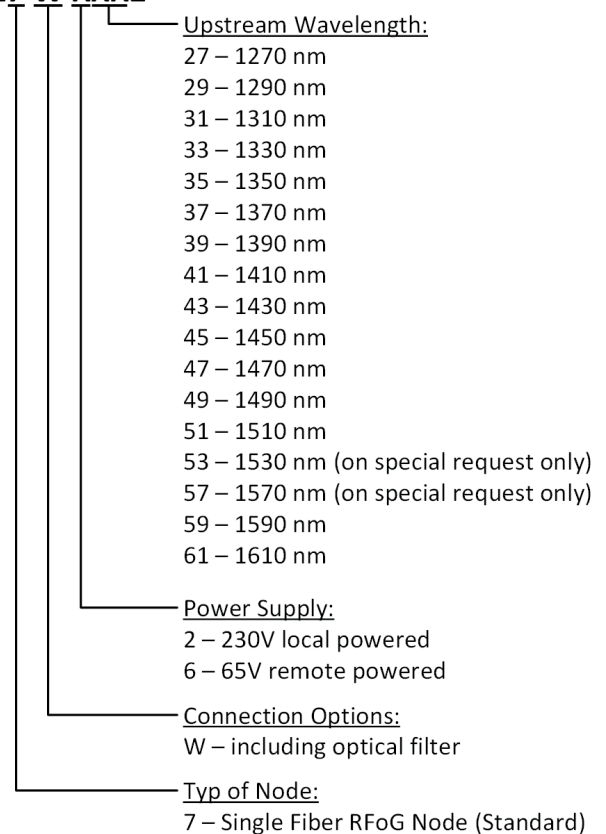 Upstream Wavelength:
27 – 1270 nm
29 – 1290 nm
31 – 1310 nm
33 – 1330 nm
35 – 1350 nm
37 – 1370 nm
39 – 1390 nm
41 – 1410 nm
43 – 1430 nm
45 – 1450 nm
47 – 1470 nm
49 – 1490 nm
51 – 1510 nm
53 – 1530 nm (on special request only)
57 – 1570 nm (on special request only)
59 – 1590 nm
61 – 1610 nm
Power Supply:
2 – 230V local powered
6 – 65V remote powered
Connection Options:
W – including optical filter
Typ of Node:
7 – Single Fiber RFoG Node (Standard)